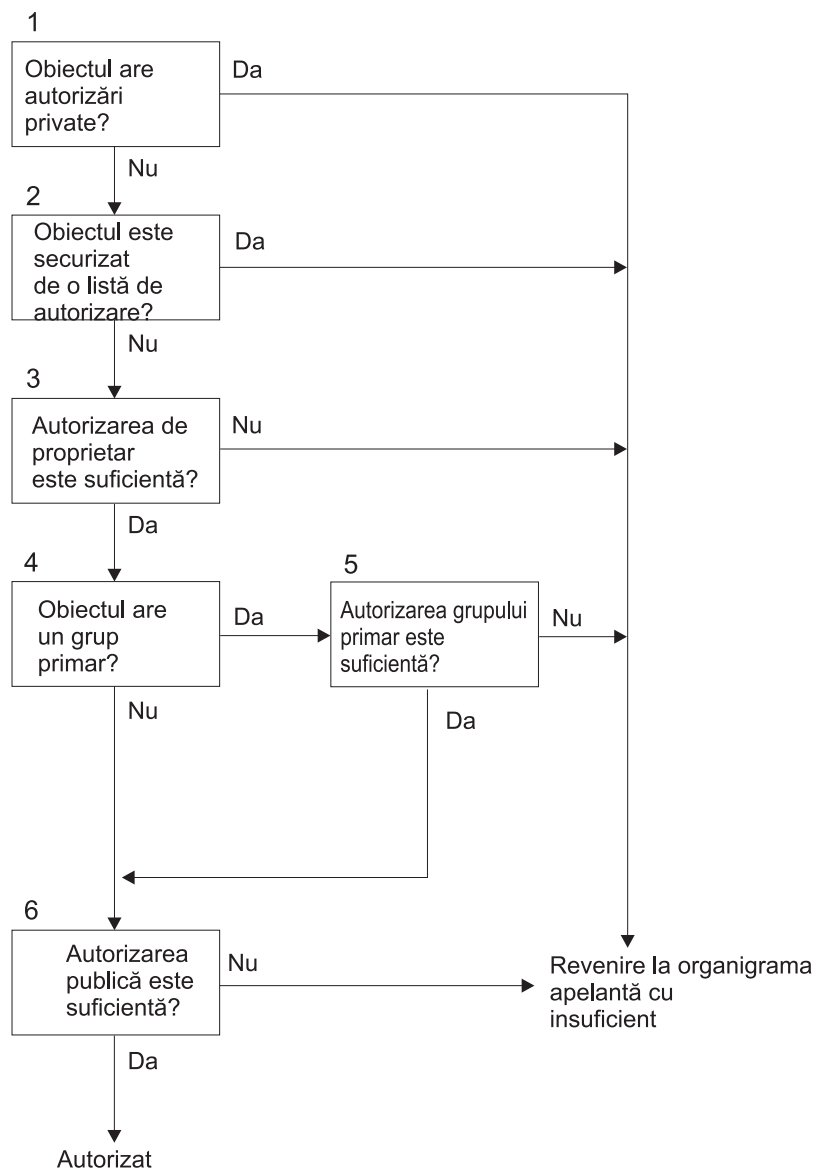 1
Obiectul are
autorizări
private?
Da
Nu
2
Obiectul este
securizat
de o listă de
autorizare?
Da
Nu
3
Autorizarea de
proprietar
este suficientă?
Nu
Da
4
Obiectul are
un grup
primar?
Da
Nu
5
Autorizarea grupului
primar este
suficientă?
Nu
Da
6
Autorizarea
publică este
suficientă?
Nu
Da
Revenire la organigrama
apelantă cu
insuficient
Autorizat